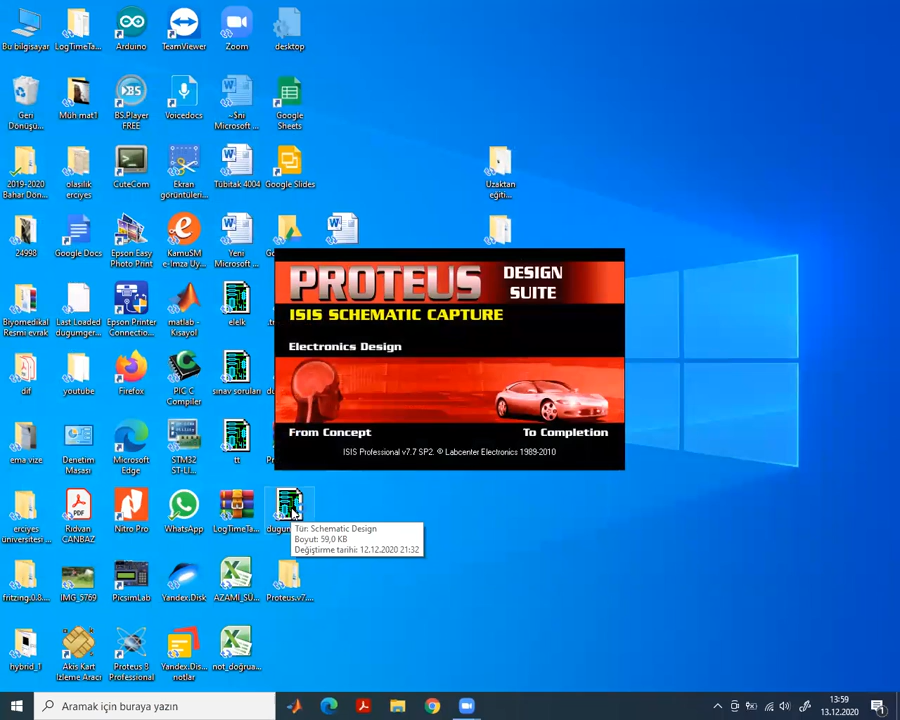 Bu bilgisayar
LogTimeTa...
Arduino
TeamViewer
Zoom
desktop
Geri
Dönüşü...
Müh mat1
BS.Player
FREE
Voicedocs
~$ni
Microsoft ...
Google
Sheets
2019-2020
Bahar Dön...
olasılık
erciyes
CuteCom
Ekran
görüntüleri...
Tübitak 4004
Google Slides
Uzaktan
eğiti...
24998
Google Docs
Epson Easy
Photo Print
KamuSM
e-İmza Uy...
Yeni
Microsoft ...
Biyomedikal
Resmi evrak
Last Loaded
dugumger...
Epson Printer
Connectio...
matlab -
Kısayol
elelk
dif
youtube
Firefox
PIC C
Compiler
sınav soruları
ema vize
Denetim
Masası
Microsoft
Edge
STM32
ST-LI...
tt
erciyes
üniversitesi ...
Rıdvan
CANBAZ
Nitro Pro
WhatsApp
LogTimeTa...
fritzing.0.8...
IMG_5769
PicsimLab
Yandex.Disk
AZAMİ_SÜ...
Proteus.v7....
hybrid_1
Akis Kart
İzleme Aracı
Proteus 8
Professional
Yandex.Dis...
notlar
not_doğrua...
PROTEUS
DESIGN
SUITE
ISIS SCHEMATIC CAPTURE
Electronics Design
From Concept
To Completion
ISIS Professional v7.7 SP2. © Labcenter Electronics 1989-2010
Tür: Schematic Design
Boyut: 59,0 KB
Değiştirme tarihi: 12.12.2020 21:32
Aramak için buraya yazın
13:59
13.12.2020
1